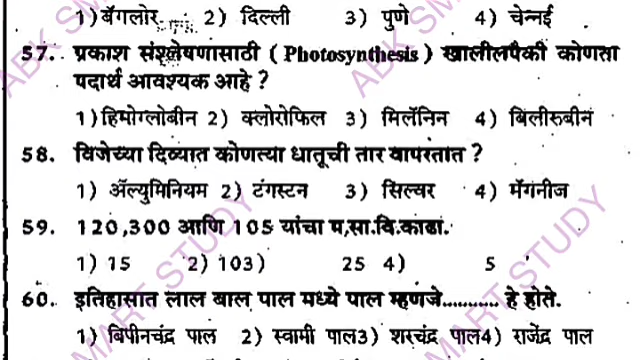 1)बॅगलोर 2) दिल्ली 3) पुणे 4) चेन्नई
57. प्रकाश संश्लेषणासाठी ( Photosynthesis ) खालीलपैकी कोणता
पदार्थ आवश्यक आहे ?
1)हिमोग्लोबीन 2) क्लोरोफिल 3) मिलॅनिन 4) बिलीरुबीन
58. विजेच्या दिव्यात कोणत्या धातूची तार वापरतात ?
1) ॲल्युमिनियम 2) टंगस्टन 3) सिल्वर 4) मॅगनीज
59. 120,300 आणि 105 यांचा म.सा.वि.काढा.
1) 15 2) 103) 25 4) 5
60. इतिहासात लाल बाल पाल मध्ये पाल म्हणजे........... हे होते.
1) बिपीनचंद्र पाल 2) स्वामी पाल3) शरचंद्र पाल4) राजेंद्र पाल